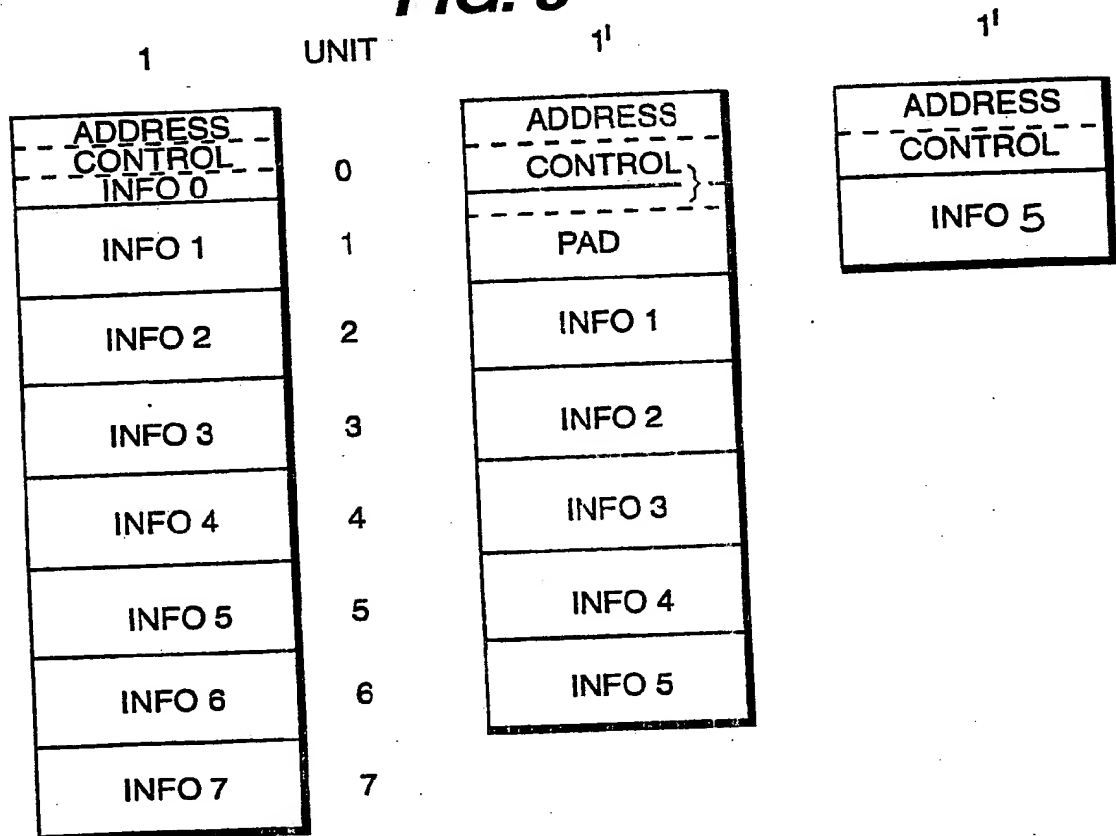 FIG.
1
UNIT
1'
1'
ADDRESS
CONTROL
INFO 0
INFO 1
INFO 2
INFO 3
INFO 4
INFO 5
INFO 6
INFO 7
0
1
2
3
4
5
6
7
ADDRESS
CONTROL
PAD
INFO 1
INFO 2
INFO 3
INFO 4
INFO 5
ADDRESS
CONTROL
INFO 5